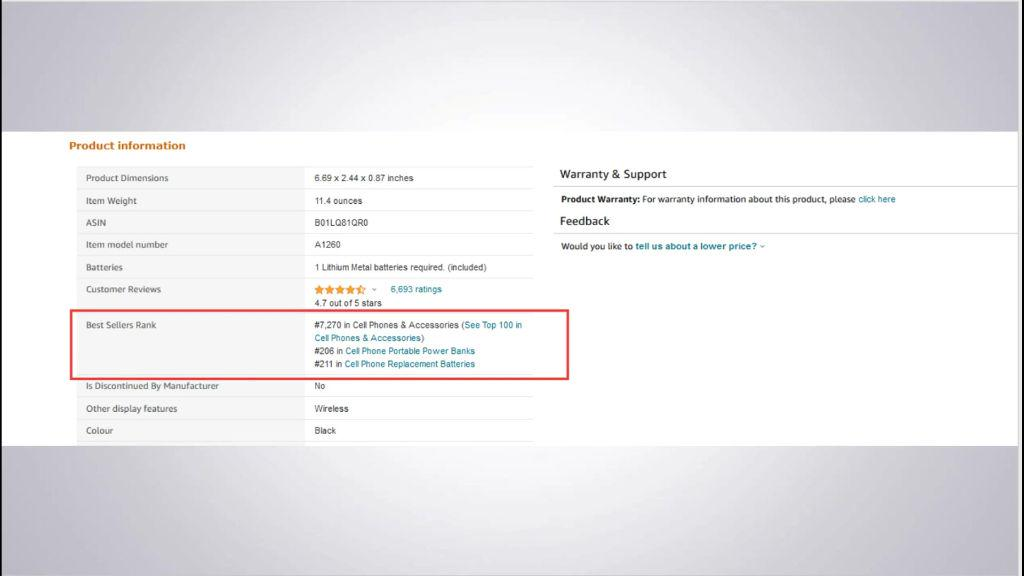 Product information
Product Dimensions 6.69 x 2.44 x 0.87 inches
Item Weight 11.4 ounces
ASIN B01LQ81QR0
Item model number A1260
Batteries 1 Lithium Metal batteries required. (included)
Customer Reviews 6,693 ratings
4.7 out of 5 stars
Best Sellers Rank #7,270 in Cell Phones & Accessories (See Top 100 in
Cell Phones & Accessories)
#206 in Cell Phone Portable Power Banks
#211 in Cell Phone Replacement Batteries
Is Discontinued By Manufacturer No
Other display features Wireless
Colour Black
Warranty & Support
Product Warranty: For warranty information about this product, please click here
Feedback
Would you like to tell us about a lower price?